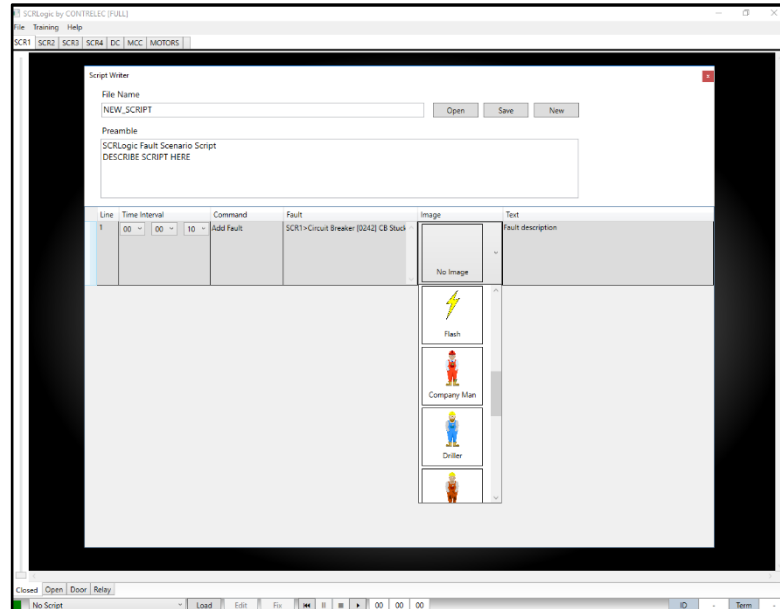 SCRLogic by CONTRELEC [FULL]
File Training Help
SCR1 SCR2 SCR3 SCR4 DC MCC MOTORS
Script Writer
File Name
NEW_SCRIPT Open Save New
Preamble
SCRLogic Fault Scenario Script
DESCRIBE SCRIPT HERE
Line Time Interval Command Fault Image Text
1 00 00 10 Add Fault SCR1>Circuit Breaker [0242] CB Stuck Fault description
No Image
Flash
Company Man
Driller
Closed Open Door Relay
No Script Load Edit Fix 00 00 00 ID - Term -